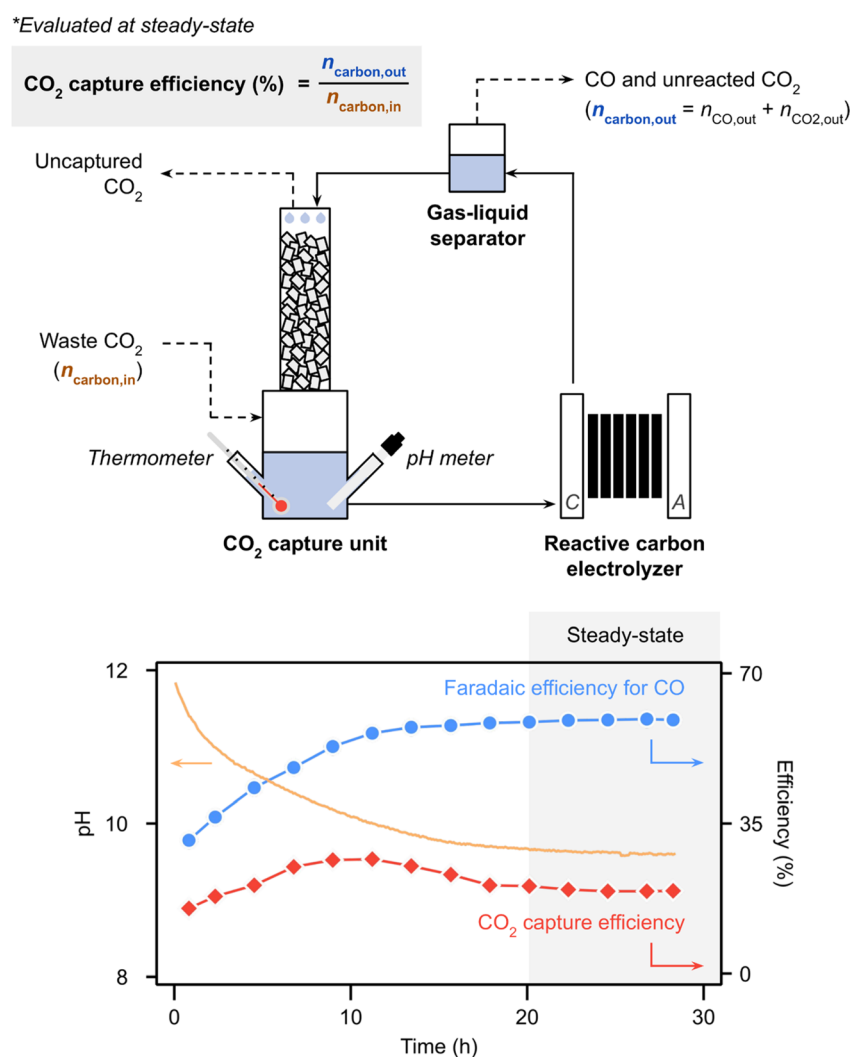 *Evaluated at steady-state
CO2 capture efficiency (%) = ncarbon,out
ncarbon,in
CO and unreacted CO2
(ncarbon,out = nCO,out + nCO2,out)
Uncaptured
CO2
Gas-liquid
separator
Waste CO2
(ncarbon,in)
Thermometer
pH meter
C
A
CO2 capture unit
Reactive carbon
electrolyzer
Steady-state
12
70
Faradaic efficiency for CO
pH
10
35
Efficiency (%)
CO2 capture efficiency
8
0
0
10
20
30
Time (h)